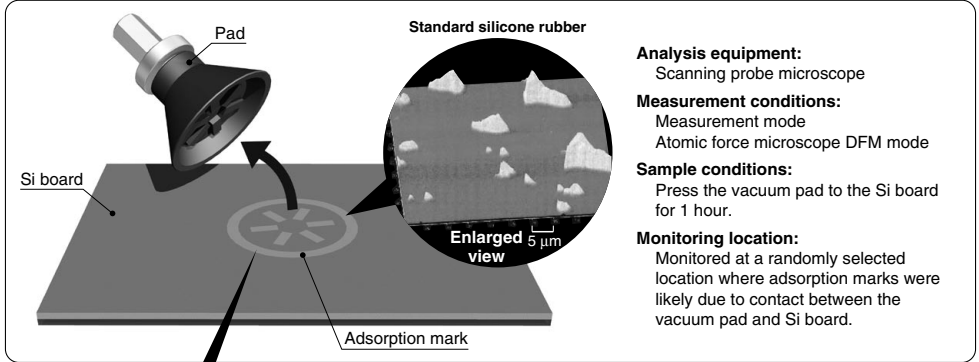 Pad
Si board
Adsorption mark
Standard silicone rubber
Enlarged
view
5 µm
Analysis equipment:
Scanning probe microscope
Measurement conditions:
Measurement mode
Atomic force microscope DFM mode
Sample conditions:
Press the vacuum pad to the Si board
for 1 hour.
Monitoring location:
Monitored at a randomly selected
location where adsorption marks were
likely due to contact between the
vacuum pad and Si board.